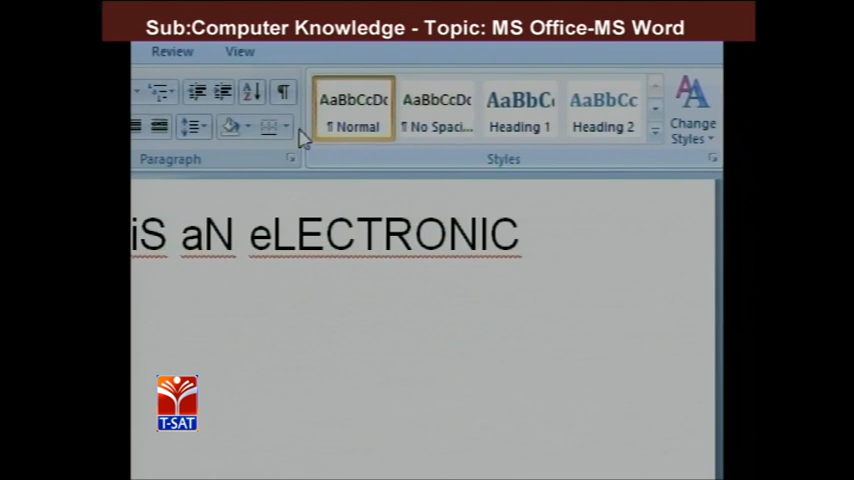 Sub:Computer Knowledge - Topic: MS Office-MS Word
Review View
AaBbCcDc AaBbCcDc AaBbC AaBbCc
¶ Normal ¶ No Spaci... Heading 1 Heading 2 Change
Styles
Paragraph Styles
iS aN eLECTRONIC
T-SAT